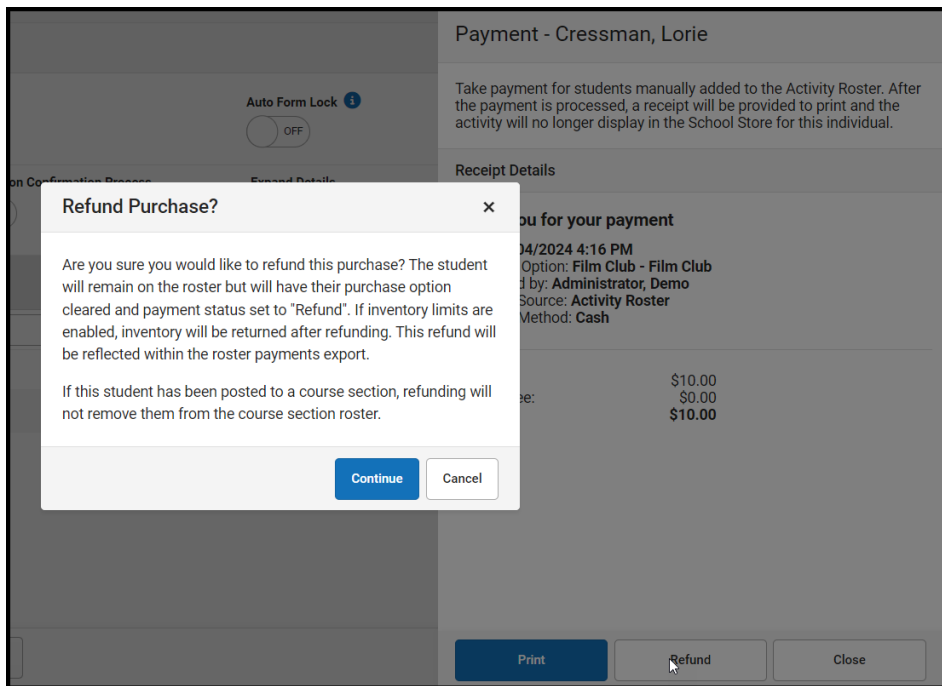 Payment - Cressman, Lorie
Take payment for students manually added to the Activity Roster. After
the payment is processed, a receipt will be provided to print and the
activity will no longer display in the School Store for this individual.
Auto Form Lock
OFF
Receipt Details
on Confirmation Process
Expand Details
Refund Purchase?
Are you sure you would like to refund this purchase? The student
will remain on the roster but will have their purchase option
cleared and payment status set to "Refund". If inventory limits are
enabled, inventory will be returned after refunding. This refund will
be reflected within the roster payments export.
If this student has been posted to a course section, refunding will
not remove them from the course section roster.
Continue
Cancel
ou for your payment
04/2024 4:16 PM
Option: Film Club - Film Club
d by: Administrator, Demo
Source: Activity Roster
Method: Cash
$10.00
ee: $0.00
$10.00
Print
Refund
Close